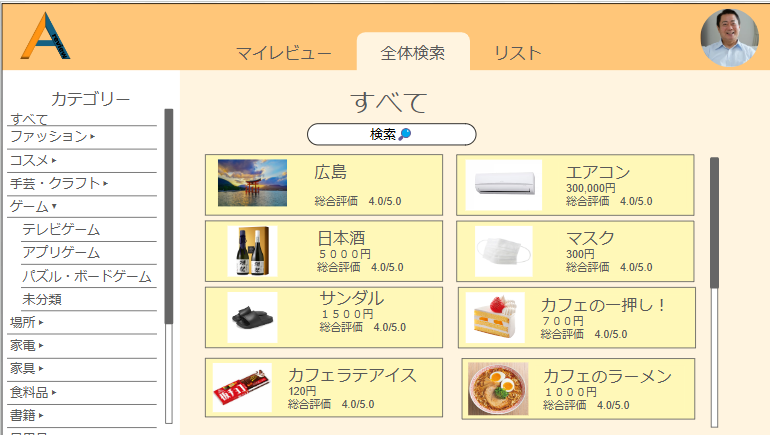 A
review
マイレビュー
全体検索
リスト
カテゴリー
すべて
ファッション▸
コスメ▸
手芸・クラフト▸
ゲーム▾
テレビゲーム
アプリゲーム
パズル・ボードゲーム
未分類
場所▸
家電▸
家具▸
食料品▸
書籍▸
すべて
検索
広島
総合評価 4.0/5.0
エアコン
300,000円
総合評価 4.0/5.0
日本酒
５０００円
総合評価 4.0/5.0
マスク
300円
総合評価 4.0/5.0
サンダル
１５００円
総合評価 4.0/5.0
カフェの一押し！
７００円
総合評価 4.0/5.0
カフェラテアイス
120円
総合評価 4.0/5.0
カフェのラーメン
１０００円
総合評価 4.0/5.0